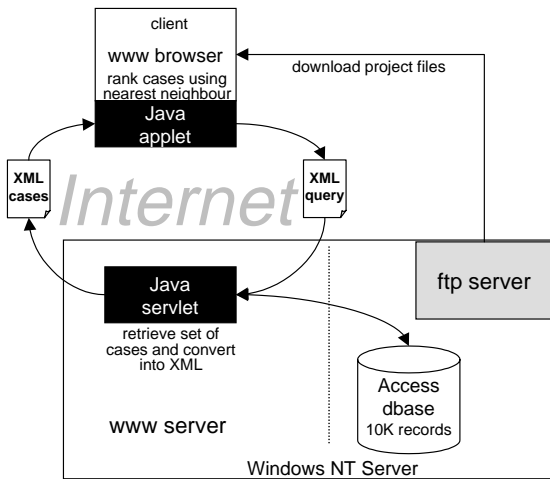 client
www browser
rank cases using
nearest neighbour
Java
applet
download project files
XML
cases
Internet
XML
query
Java
servlet
retrieve set of
cases and convert
into XML
ftp server
Access
dbase
10K records
www server
Windows NT Server